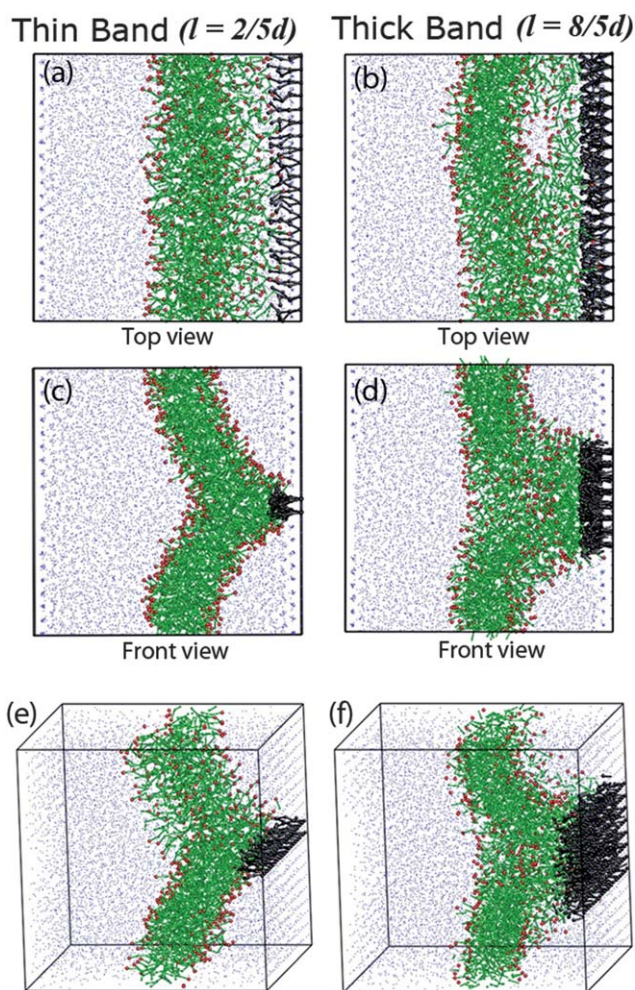 Thin Band (l = 2/5d)
Thick Band (l = 8/5d)
(a)
(b)
Top view
Top view
(c)
(d)
Front view
Front view
(e)
(f)